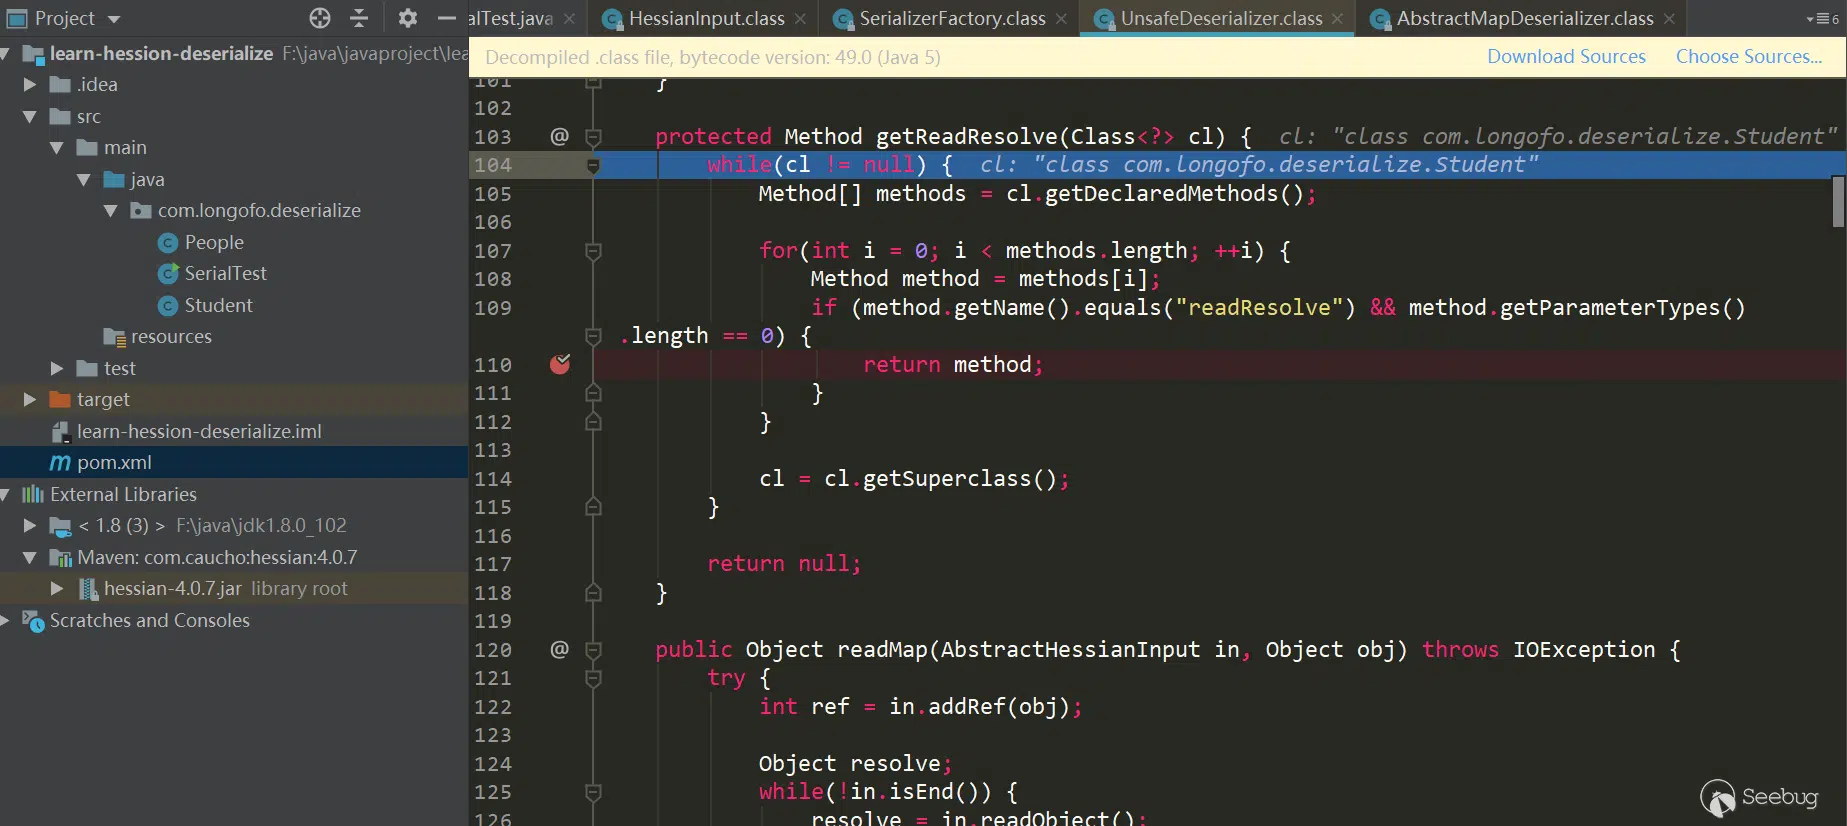 Project
learn-hession-deserialize F:\java\javaproject\lea
.idea
src
main
java
com.longofo.deserialize
People
SerialTest
Student
resources
test
target
learn-hession-deserialize.iml
pom.xml
External Libraries
< 1.8 (3) > F:\java\jdk1.8.0_102
Maven: com.caucho:hessian:4.0.7
hessian-4.0.7.jar library root
Scratches and Consoles
alTest.java HessianInput.class SerializerFactory.class UnsafeDeserializer.class AbstractMapDeserializer.class 6
Decompiled .class file, bytecode version: 49.0 (Java 5) Download Sources Choose Sources...
101 }
102
103 @ protected Method getReadResolve(Class<?> cl) { cl: "class com.longofo.deserialize.Student"
104 while(cl != null) { cl: "class com.longofo.deserialize.Student"
105 Method[] methods = cl.getDeclaredMethods();
106
107 for(int i = 0; i < methods.length; ++i) {
108 Method method = methods[i];
109 if (method.getName().equals("readResolve") && method.getParameterTypes()
.length == 0) {
110 return method;
111 }
112 }
113
114 cl = cl.getSuperclass();
115 }
116
117 return null;
118 }
119
120 @ public Object readMap(AbstractHessianInput in, Object obj) throws IOException {
121 try {
122 int ref = in.addRef(obj);
123
124 Object resolve;
125 while(!in.isEnd()) {
126 resolve = in.readObject();
Seebug